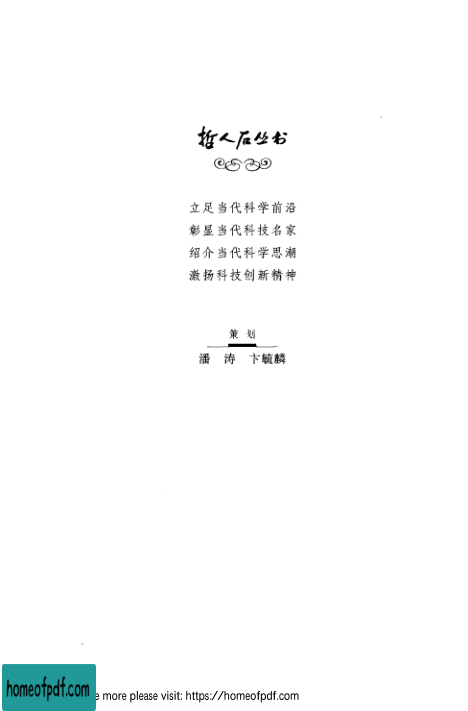 哲人石丛书
立足当代科学前沿
彰显当代科技名家
绍介当代科学思潮
激扬科技创新精神
策 划
潘 涛 卞毓麟
homeofpdf.com
e more please visit: https://homeofpdf.com